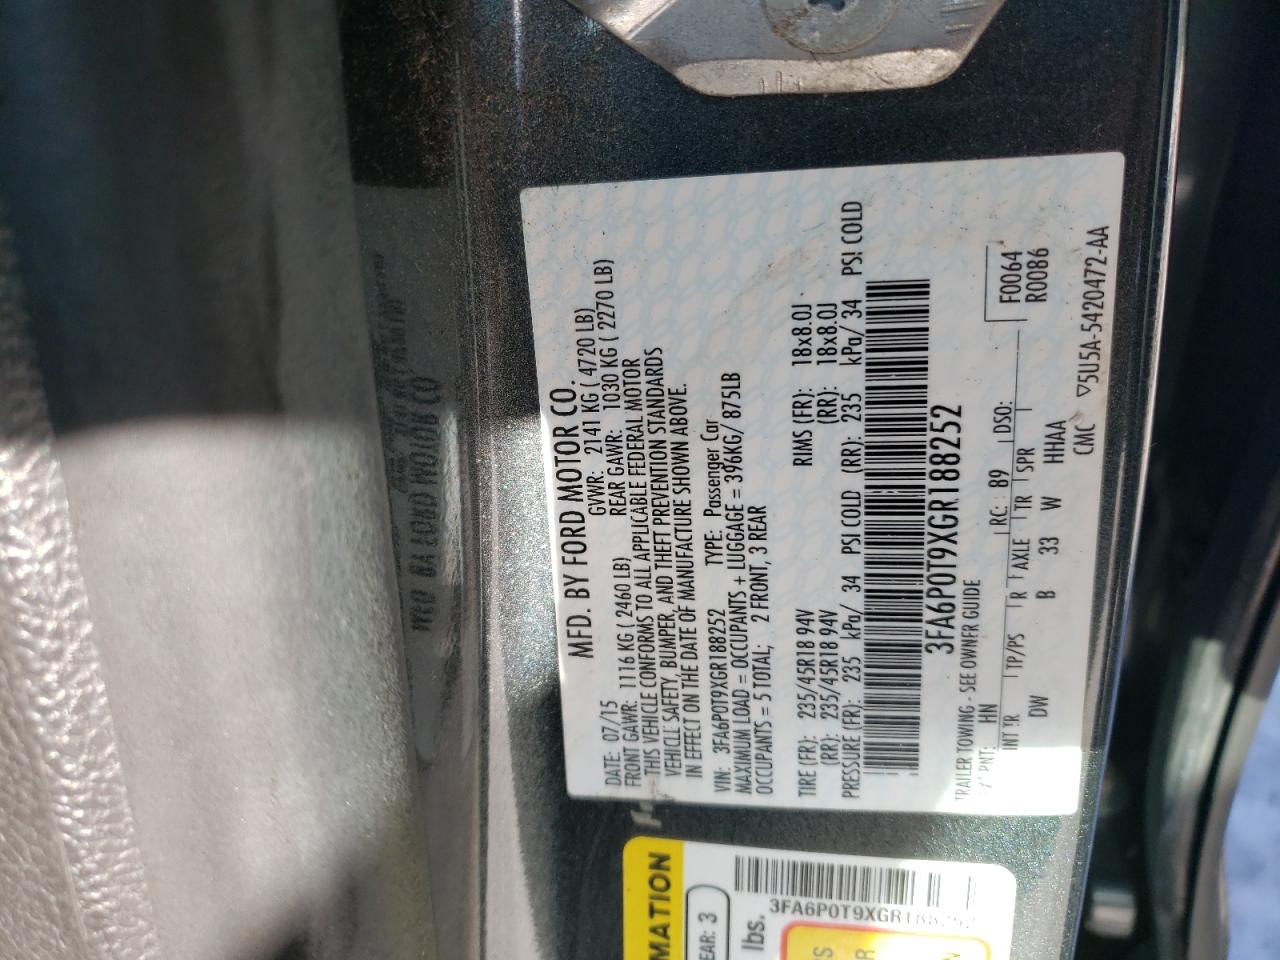 MFD. BY FORD MOTOR CO.
DATE: 07/15 GVWR: 2141 KG ( 4720 LB)
FRONT GAWR: 1116 KG ( 2460 LB) REAR GAWR: 1030 KG ( 2270 LB)
THIS VEHICLE CONFORMS TO ALL APPLICABLE FEDERAL MOTOR
VEHICLE SAFETY, BUMPER, AND THEFT PREVENTION STANDARDS
IN EFFECT ON THE DATE OF MANUFACTURE SHOWN ABOVE.
VIN: 3FA6P0T9XGR188252 TYPE: Passenger Car
MAXIMUM LOAD = OCCUPANTS + LUGGAGE = 396KG/ 875LB
OCCUPANTS = 5 TOTAL; 2 FRONT, 3 REAR
TIRE (FR): 235/45R18 94V RIMS (FR): 18x8.0J
(RR): 235/45R18 94V (RR): 18x8.0J
PRESSURE (FR): 235 kPa/ 34 PSI COLD (RR): 235 kPa/ 34 PSI COLD
3FA6P0T9XGR188252
TRAILER TOWING - SEE OWNER GUIDE
PNT: HN RC: 89 DSO: F0064
INT TR TP/PS R AXLE TR SPR R0086
DW B 33 W HHAA
CMC ▽5U5A-5420472-AA
MATION
EAR: 3
lbs.
3FA6P0T9XGR188252